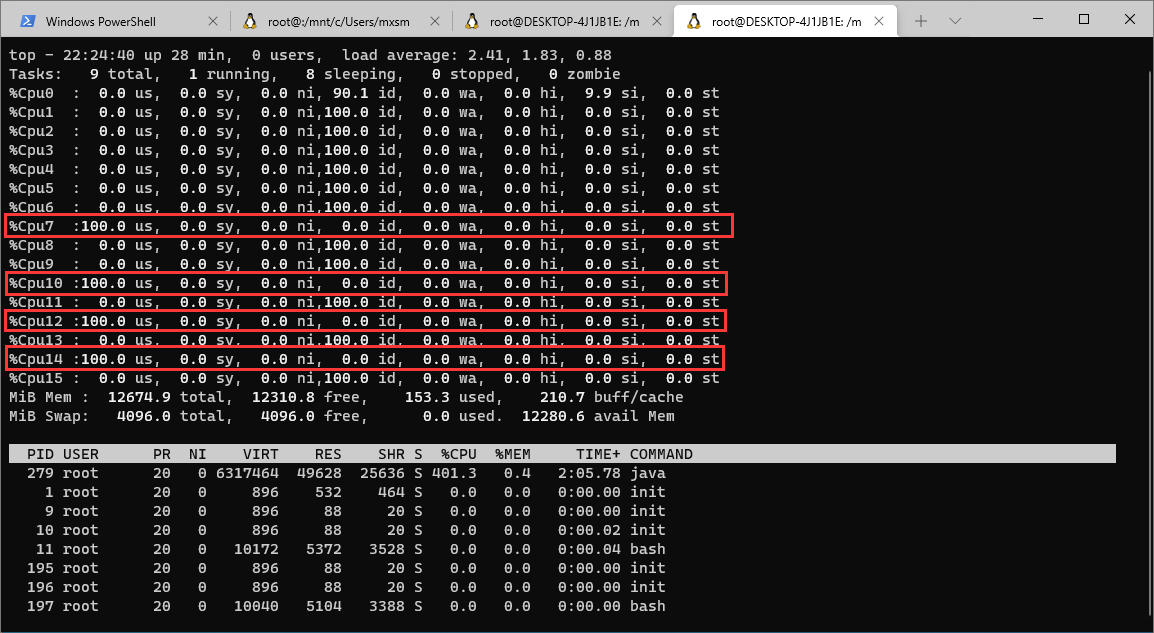 Windows PowerShell
root@:/mnt/c/Users/mxsm
root@DESKTOP-4J1JB1E: /m
root@DESKTOP-4J1JB1E: /m
top - 22:24:40 up 28 min,  0 users,  load average: 2.41, 1.83, 0.88
Tasks:   9 total,   1 running,   8 sleeping,   0 stopped,   0 zombie
%Cpu0  :  0.0 us,  0.0 sy,  0.0 ni, 90.1 id,  0.0 wa,  0.0 hi,  9.9 si,  0.0 st
%Cpu1  :  0.0 us,  0.0 sy,  0.0 ni,100.0 id,  0.0 wa,  0.0 hi,  0.0 si,  0.0 st
%Cpu2  :  0.0 us,  0.0 sy,  0.0 ni,100.0 id,  0.0 wa,  0.0 hi,  0.0 si,  0.0 st
%Cpu3  :  0.0 us,  0.0 sy,  0.0 ni,100.0 id,  0.0 wa,  0.0 hi,  0.0 si,  0.0 st
%Cpu4  :  0.0 us,  0.0 sy,  0.0 ni,100.0 id,  0.0 wa,  0.0 hi,  0.0 si,  0.0 st
%Cpu5  :  0.0 us,  0.0 sy,  0.0 ni,100.0 id,  0.0 wa,  0.0 hi,  0.0 si,  0.0 st
%Cpu6  :  0.0 us,  0.0 sy,  0.0 ni,100.0 id,  0.0 wa,  0.0 hi,  0.0 si,  0.0 st
%Cpu7  :100.0 us,  0.0 sy,  0.0 ni,  0.0 id,  0.0 wa,  0.0 hi,  0.0 si,  0.0 st
%Cpu8  :  0.0 us,  0.0 sy,  0.0 ni,100.0 id,  0.0 wa,  0.0 hi,  0.0 si,  0.0 st
%Cpu9  :  0.0 us,  0.0 sy,  0.0 ni,100.0 id,  0.0 wa,  0.0 hi,  0.0 si,  0.0 st
%Cpu10 :100.0 us,  0.0 sy,  0.0 ni,  0.0 id,  0.0 wa,  0.0 hi,  0.0 si,  0.0 st
%Cpu11 :  0.0 us,  0.0 sy,  0.0 ni,100.0 id,  0.0 wa,  0.0 hi,  0.0 si,  0.0 st
%Cpu12 :100.0 us,  0.0 sy,  0.0 ni,  0.0 id,  0.0 wa,  0.0 hi,  0.0 si,  0.0 st
%Cpu13 :  0.0 us,  0.0 sy,  0.0 ni,100.0 id,  0.0 wa,  0.0 hi,  0.0 si,  0.0 st
%Cpu14 :100.0 us,  0.0 sy,  0.0 ni,  0.0 id,  0.0 wa,  0.0 hi,  0.0 si,  0.0 st
%Cpu15 :  0.0 us,  0.0 sy,  0.0 ni,100.0 id,  0.0 wa,  0.0 hi,  0.0 si,  0.0 st
MiB Mem :  12674.9 total,  12310.8 free,    153.3 used,    210.7 buff/cache
MiB Swap:   4096.0 total,   4096.0 free,      0.0 used.  12280.6 avail Mem
PID USER      PR  NI    VIRT    RES    SHR S  %CPU  %MEM     TIME+ COMMAND
279 root      20   0 6317464  49628  25636 S 401.3   0.4   2:05.78 java
1 root      20   0     896    532    464 S   0.0   0.0   0:00.00 init
9 root      20   0     896     88     20 S   0.0   0.0   0:00.00 init
10 root      20   0     896     88     20 S   0.0   0.0   0:00.02 init
11 root      20   0   10172   5372   3528 S   0.0   0.0   0:00.04 bash
195 root      20   0     896     88     20 S   0.0   0.0   0:00.00 init
196 root      20   0     896     88     20 S   0.0   0.0   0:00.00 init
197 root      20   0   10040   5104   3388 S   0.0   0.0   0:00.00 bash